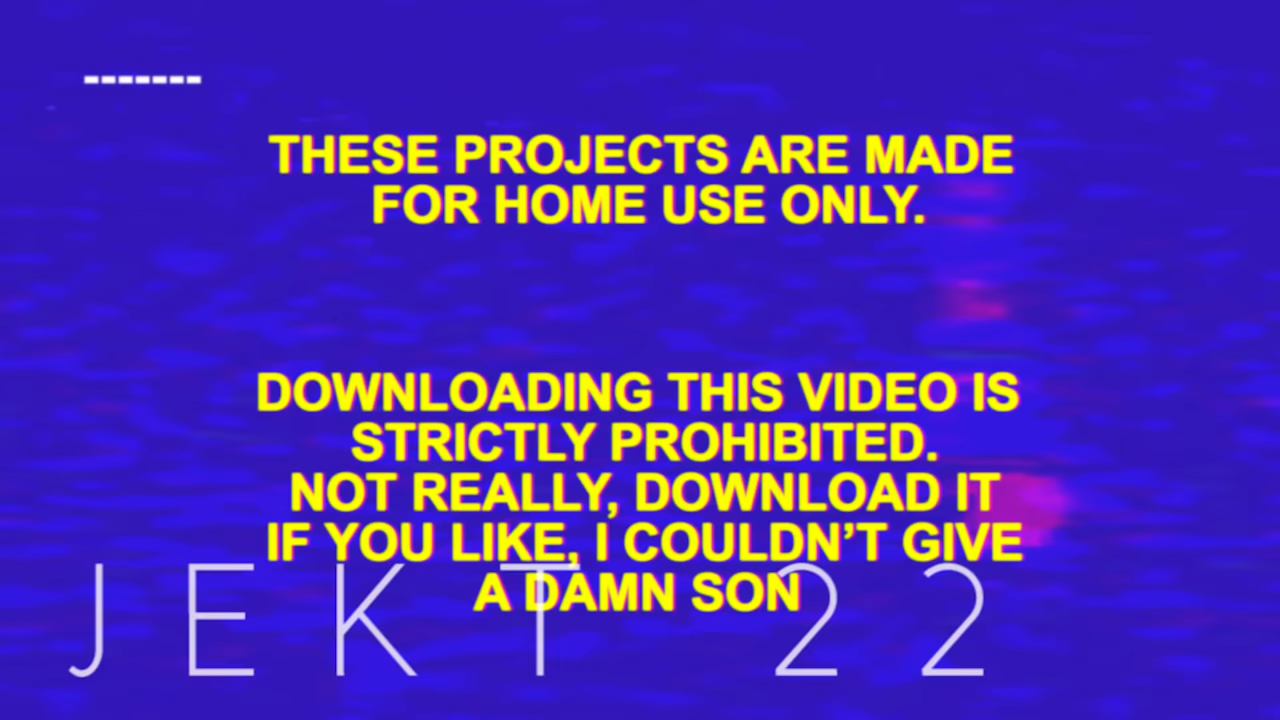 -------
THESE PROJECTS ARE MADE
FOR HOME USE ONLY.
DOWNLOADING THIS VIDEO IS
STRICTLY PROHIBITED.
NOT REALLY, DOWNLOAD IT
IF YOU LIKE, I COULDN’T GIVE
A DAMN SON
JEKT 22